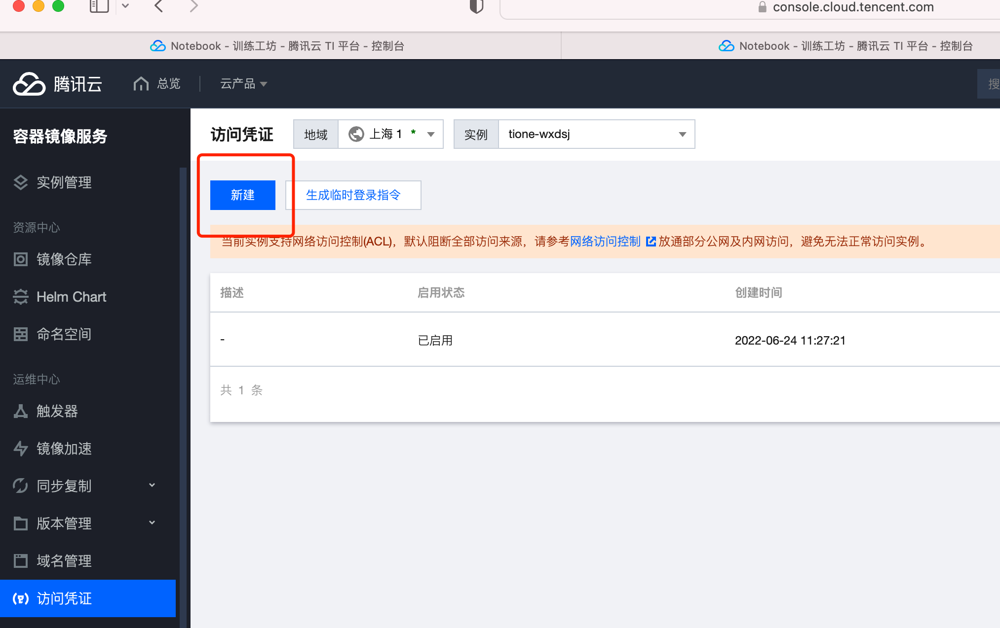 console.cloud.tencent.com
Notebook - 训练工坊 - 腾讯云 TI 平台 - 控制台
Notebook - 训练工坊 - 腾讯云 TI 平台 - 控制台
腾讯云
总览
云产品
搜
容器镜像服务
实例管理
资源中心
镜像仓库
Helm Chart
命名空间
运维中心
触发器
镜像加速
同步复制
版本管理
域名管理
访问凭证
访问凭证
地域
上海 1 *
实例
tione-wxdsj
新建
生成临时登录指令
当前实例支持网络访问控制(ACL)，默认阻断全部访问来源，请参考网络访问控制 放通部分公网及内网访问，避免无法正常访问实例。
描述 启用状态 创建时间
- 已启用 2022-06-24 11:27:21
共 1 条